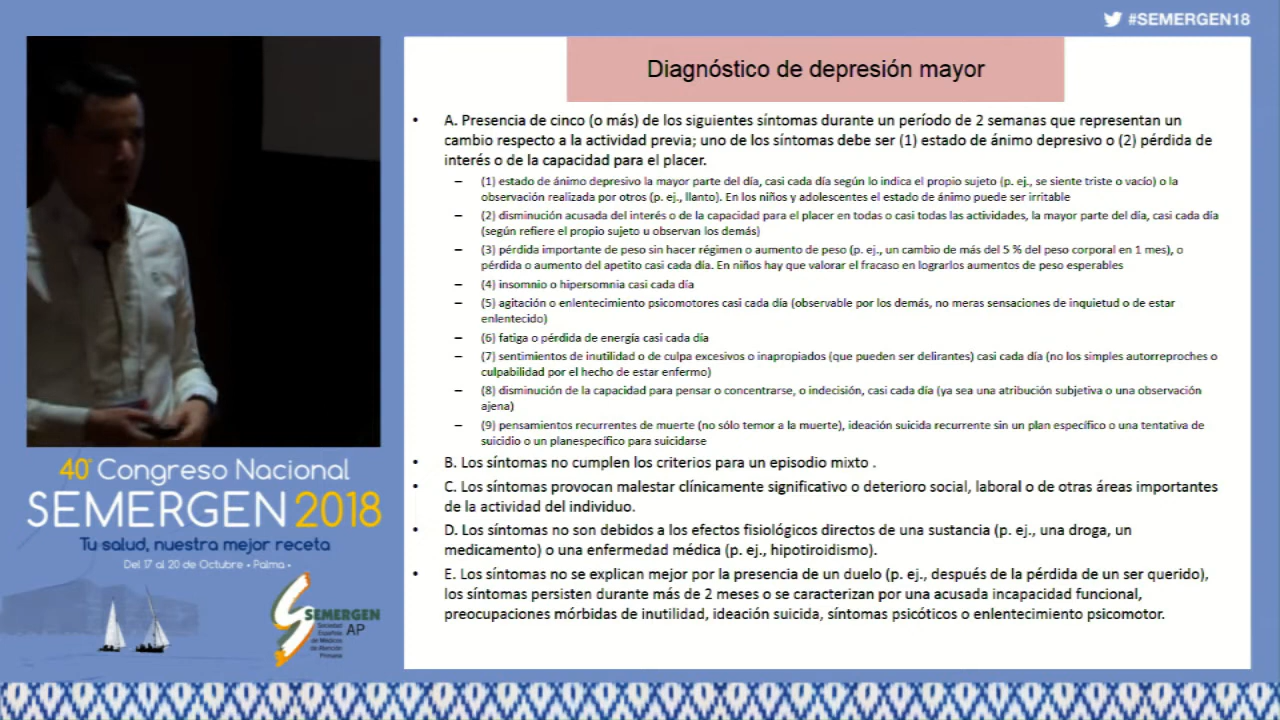 #SEMERGEN18
Diagnóstico de depresión mayor
• A. Presencia de cinco (o más) de los siguientes síntomas durante un período de 2 semanas que representan un
cambio respecto a la actividad previa; uno de los síntomas debe ser (1) estado de ánimo depresivo o (2) pérdida de
interés o de la capacidad para el placer.
– (1) estado de ánimo depresivo la mayor parte del día, casi cada día según lo indica el propio sujeto (p. ej., se siente triste o vacío) o la
observación realizada por otros (p. ej., llanto). En los niños y adolescentes el estado de ánimo puede ser irritable
– (2) disminución acusada del interés o de la capacidad para el placer en todas o casi todas las actividades, la mayor parte del día, casi cada día
(según refiere el propio sujeto u observan los demás)
– (3) pérdida importante de peso sin hacer régimen o aumento de peso (p. ej., un cambio de más del 5 % del peso corporal en 1 mes), o
pérdida o aumento del apetito casi cada día. En niños hay que valorar el fracaso en lograrlos aumentos de peso esperables
– (4) insomnio o hipersomnia casi cada día
– (5) agitación o enlentecimiento psicomotores casi cada día (observable por los demás, no meras sensaciones de inquietud o de estar
enlentecido)
– (6) fatiga o pérdida de energía casi cada día
– (7) sentimientos de inutilidad o de culpa excesivos o inapropiados (que pueden ser delirantes) casi cada día (no los simples autorreproches o
culpabilidad por el hecho de estar enfermo)
– (8) disminución de la capacidad para pensar o concentrarse, o indecisión, casi cada día (ya sea una atribución subjetiva o una observación
ajena)
– (9) pensamientos recurrentes de muerte (no sólo temor a la muerte), ideación suicida recurrente sin un plan específico o una tentativa de
suicidio o un planespecífico para suicidarse
• B. Los síntomas no cumplen los criterios para un episodio mixto .
• C. Los síntomas provocan malestar clínicamente significativo o deterioro social, laboral o de otras áreas importantes
de la actividad del individuo.
• D. Los síntomas no son debidos a los efectos fisiológicos directos de una sustancia (p. ej., una droga, un
medicamento) o una enfermedad médica (p. ej., hipotiroidismo).
• E. Los síntomas no se explican mejor por la presencia de un duelo (p. ej., después de la pérdida de un ser querido),
los síntomas persisten durante más de 2 meses o se caracterizan por una acusada incapacidad funcional,
preocupaciones mórbidas de inutilidad, ideación suicida, síntomas psicóticos o enlentecimiento psicomotor.
40º Congreso Nacional
SEMERGEN 2018
Tu salud, nuestra mejor receta
Del 17 al 20 de Octubre • Palma •
SEMERGEN
AP
Sociedad
Española
de Médicos
de Atención
Primaria